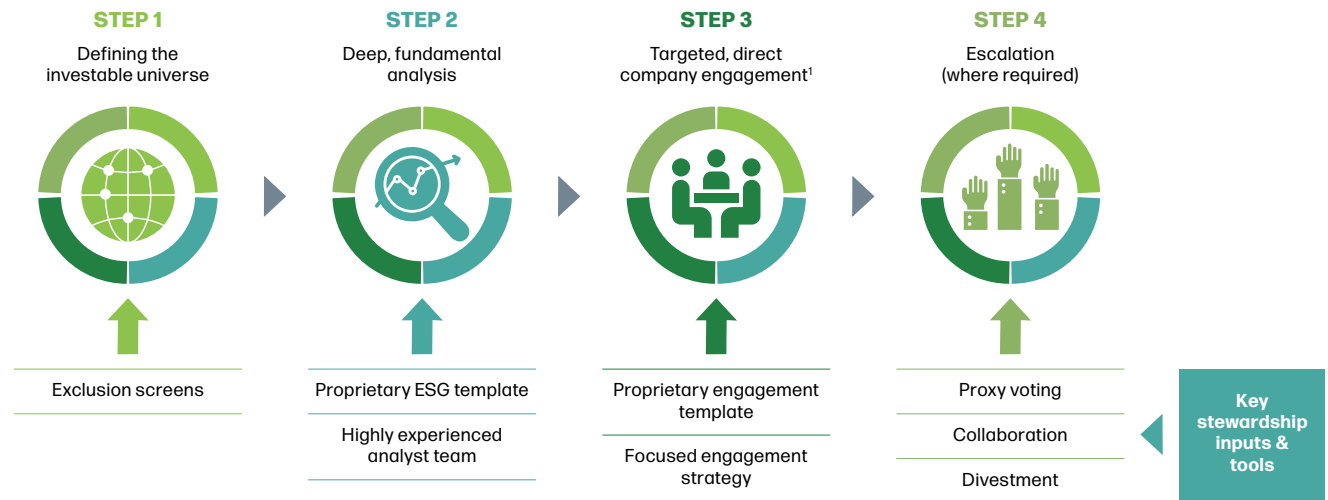 STEP 1
Defining the
investable universe
Exclusion screens
STEP 2
Deep, fundamental
analysis
Proprietary ESG template
Highly experienced
analyst team
STEP 3
Targeted, direct
company engagement¹
Proprietary engagement
template
Focused engagement
strategy
STEP 4
Escalation
(where required)
Proxy voting
Collaboration
Divestment
Key
stewardship
inputs &
tools